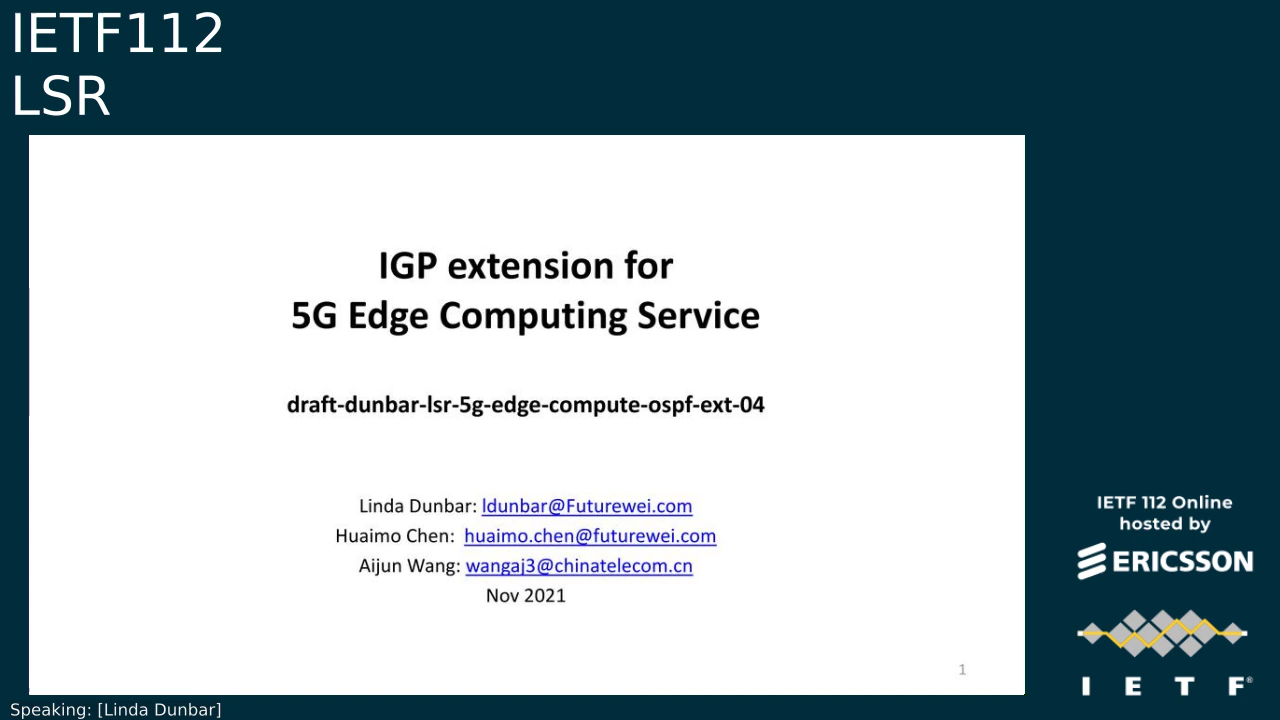 IETF112
LSR
IGP extension for
5G Edge Computing Service
draft-dunbar-lsr-5g-edge-compute-ospf-ext-04
Linda Dunbar: ldunbar@Futurewei.com
Huaimo Chen: huaimo.chen@futurewei.com
Aijun Wang: wangaj3@chinatelecom.cn
Nov 2021
1
IETF 112 Online
hosted by
ERICSSON
I E T F®
Speaking: [Linda Dunbar]